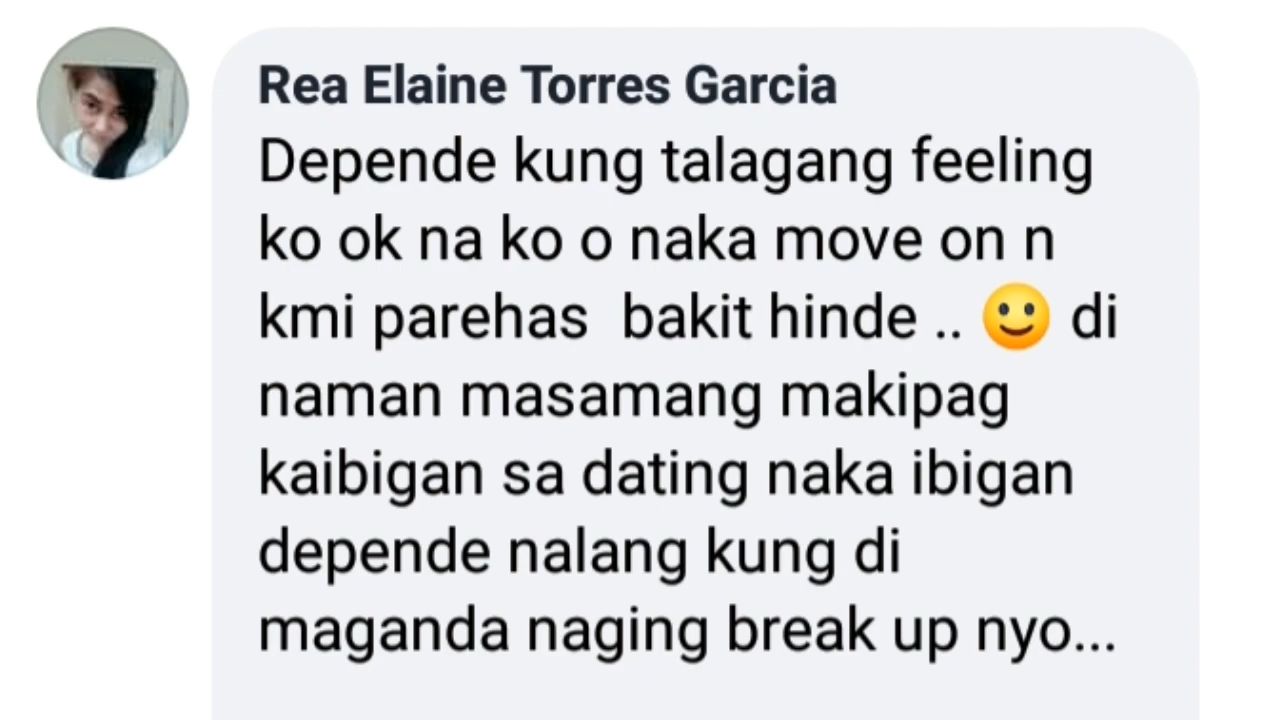 Rea Elaine Torres Garcia
Depende kung talagang feeling
ko ok na ko o naka move on n
kmi parehas  bakit hinde .. 🙂 di
naman masamang makipag
kaibigan sa dating naka ibigan
depende nalang kung di
maganda naging break up nyo...